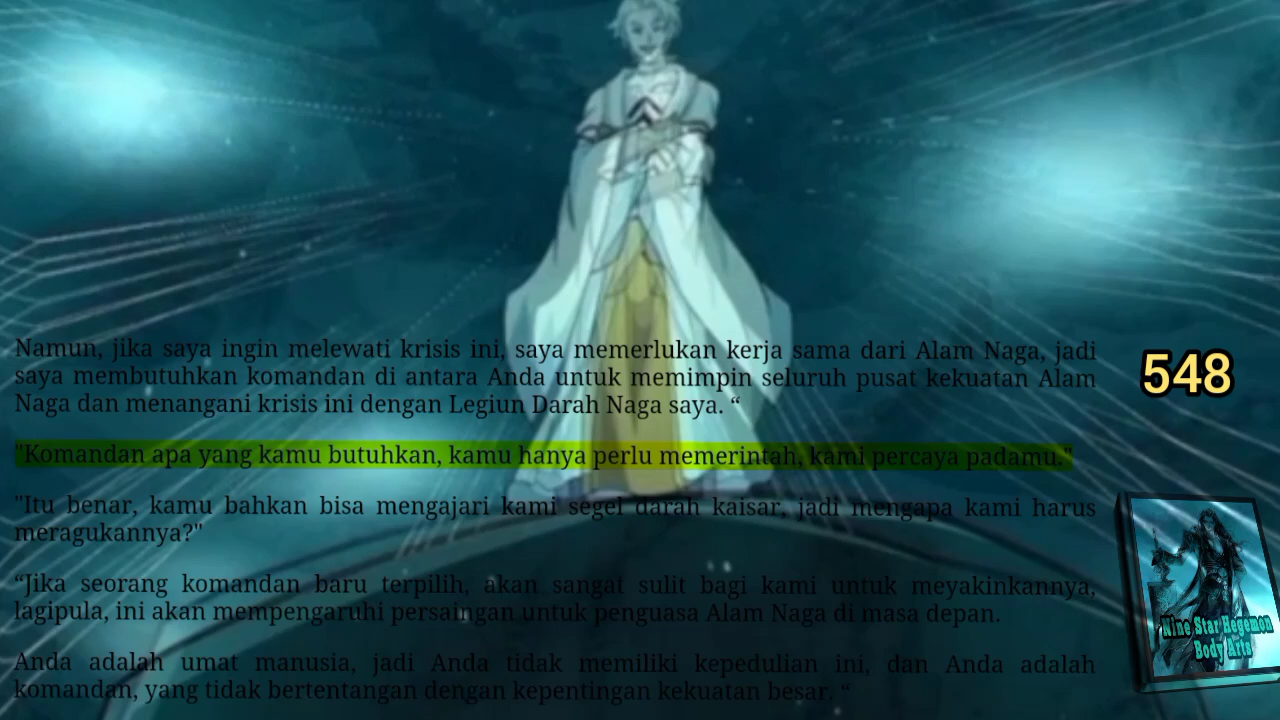 Namun, jika saya ingin melewati krisis ini, saya memerlukan kerja sama dari Alam Naga, jadi
saya membutuhkan komandan di antara Anda untuk memimpin seluruh pusat kekuatan Alam
Naga dan menangani krisis ini dengan Legiun Darah Naga saya. “
548
"Komandan apa yang kamu butuhkan, kamu hanya perlu memerintah, kami percaya padamu."
"Itu benar, kamu bahkan bisa mengajari kami segel darah kaisar, jadi mengapa kami harus
meragukannya?"
“Jika seorang komandan baru terpilih, akan sangat sulit bagi kami untuk meyakinkannya,
lagipula, ini akan mempengaruhi persaingan untuk penguasa Alam Naga di masa depan.
Anda adalah umat manusia, jadi Anda tidak memiliki kepedulian ini, dan Anda adalah
komandan, yang tidak bertentangan dengan kepentingan kekuatan besar. “
Nine Star Hegemon
Body Arts